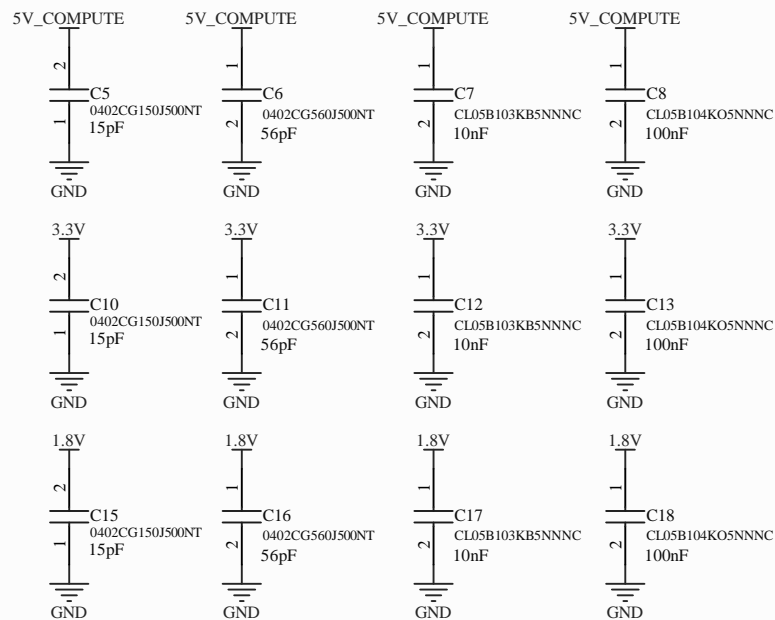 5V_COMPUTE 5V_COMPUTE 5V_COMPUTE 5V_COMPUTE
2 1 1 1
C5 C6 C7 C8
0402CG150J500NT 0402CG560J500NT CL05B103KB5NNNC CL05B104KO5NNNC
1 2 2 2
15pF 56pF 10nF 100nF
GND GND GND GND
3.3V 3.3V 3.3V 3.3V
2 1 1 1
C10 C11 C12 C13
0402CG150J500NT 0402CG560J500NT CL05B103KB5NNNC CL05B104KO5NNNC
1 2 2 2
15pF 56pF 10nF 100nF
GND GND GND GND
1.8V 1.8V 1.8V 1.8V
2 1 1 1
C15 C16 C17 C18
0402CG150J500NT 0402CG560J500NT CL05B103KB5NNNC CL05B104KO5NNNC
1 2 2 2
15pF 56pF 10nF 100nF
GND GND GND GND